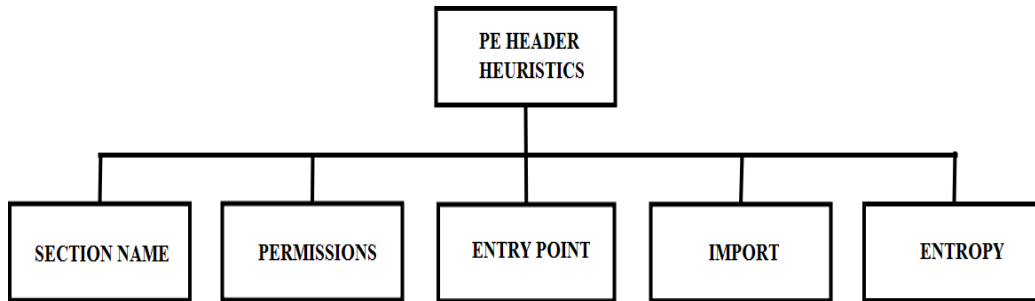 PE HEADER
HEURISTICS
SECTION NAME
PERMISSIONS
ENTRY POINT
IMPORT
ENTROPY